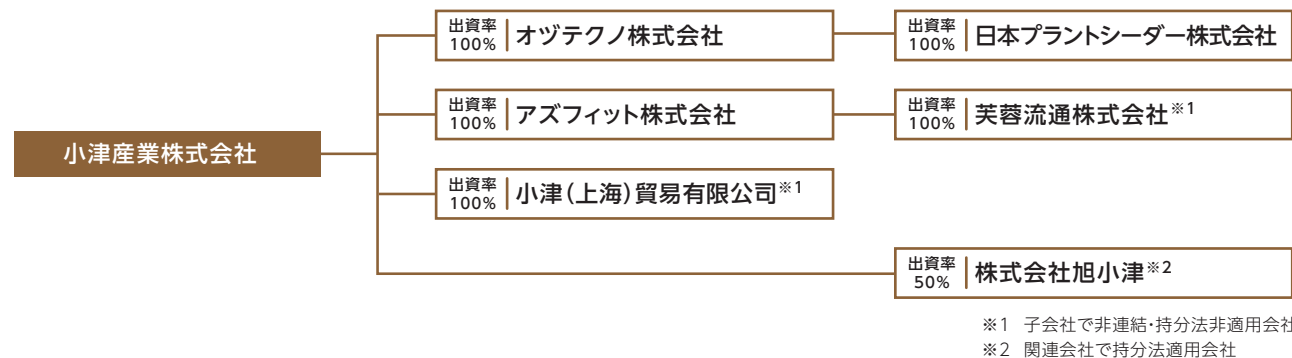 小津産業株式会社
出資率
100%
オヅテクノ株式会社
出資率
100%
日本プラントシーダー株式会社
出資率
100%
アズフィット株式会社
出資率
100%
芙蓉流通株式会社※1
出資率
100%
小津(上海)貿易有限公司※1
出資率
50%
株式会社旭小津※2
※1 子会社で非連結・持分法非適用会社
※2 関連会社で持分法適用会社